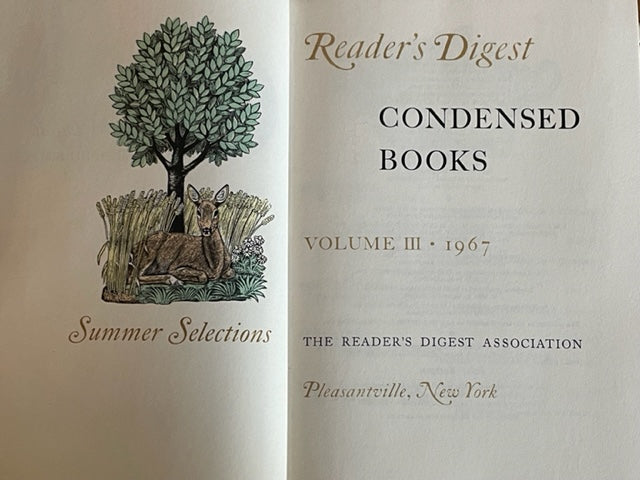 Summer Selections
Reader's Digest
CONDENSED
BOOKS
VOLUME III • 1967
THE READER'S DIGEST ASSOCIATION
Pleasantville, New York